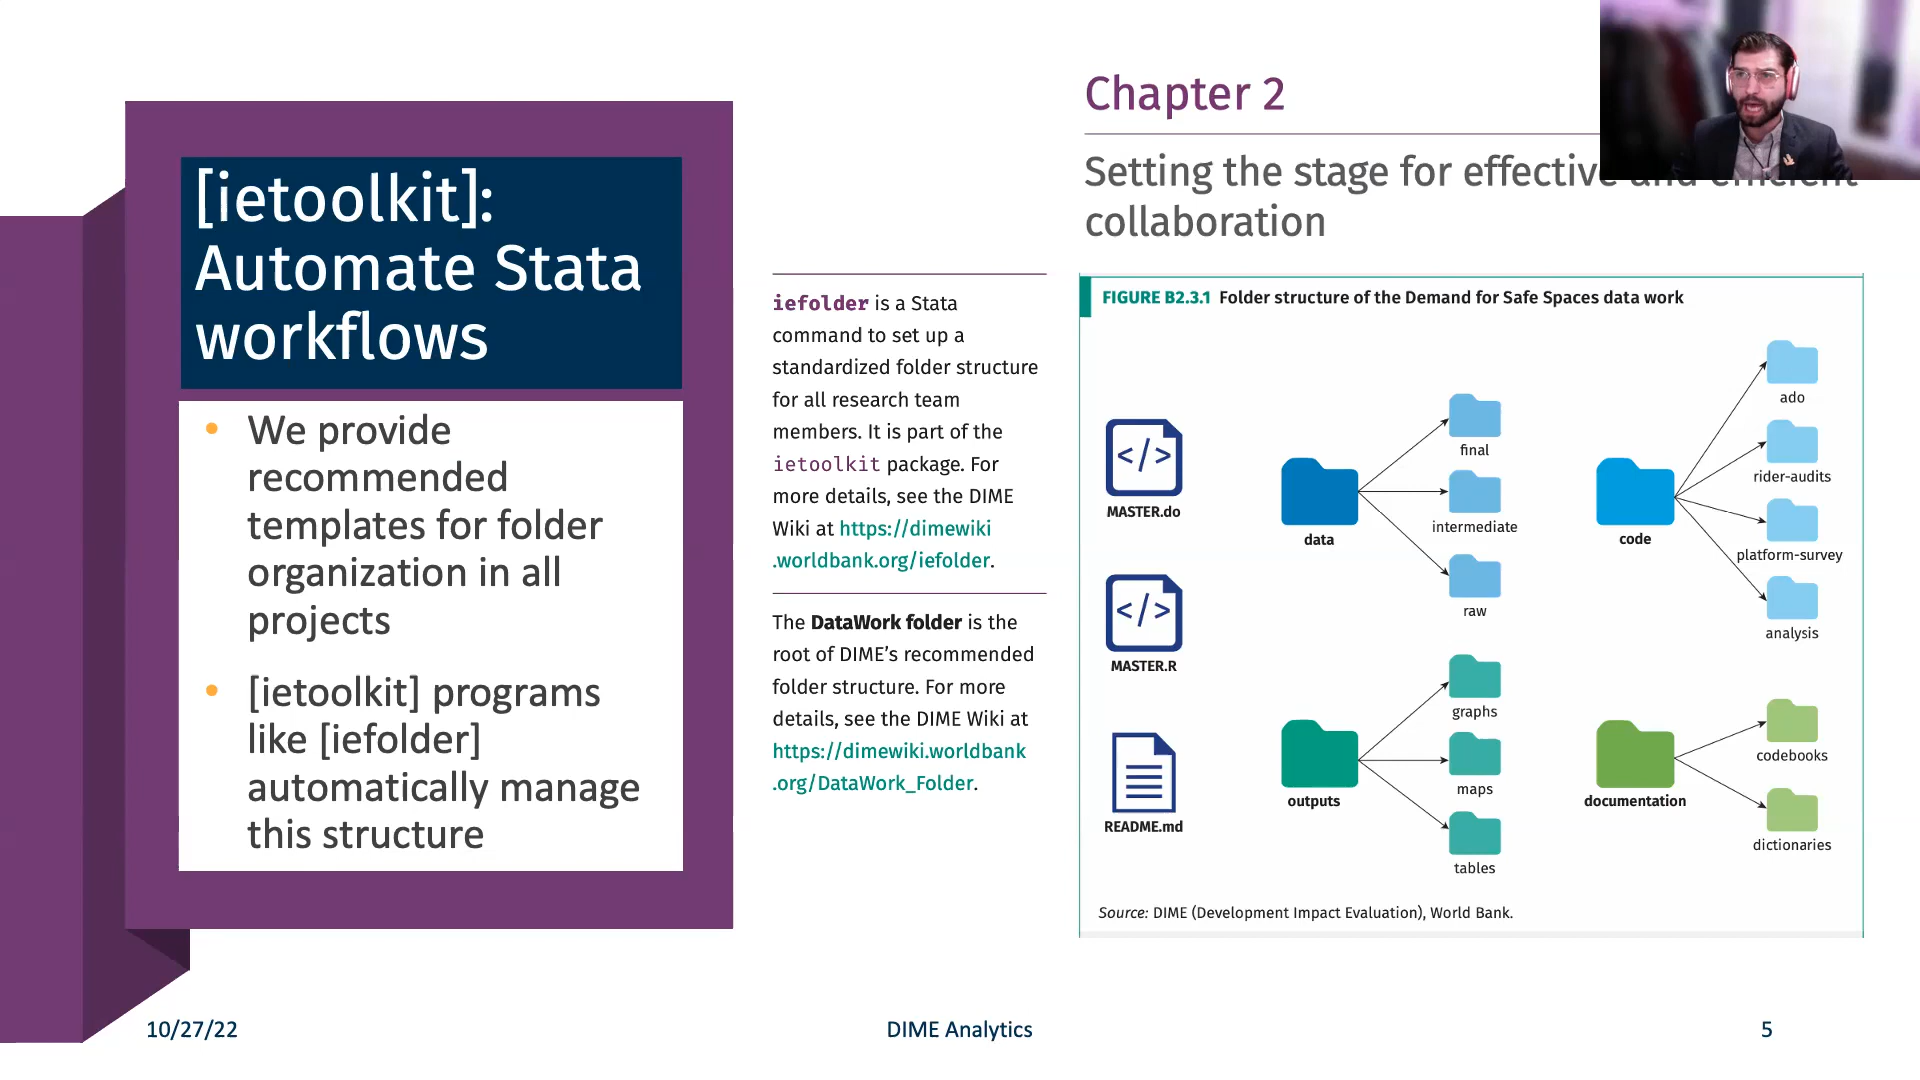 [ietoolkit]:
Automate Stata
workflows
• We provide
recommended
templates for folder
organization in all
projects
• [ietoolkit] programs
like [iefolder]
automatically manage
this structure
iefolder is a Stata
command to set up a
standardized folder structure
for all research team
members. It is part of the
ietoolkit package. For
more details, see the DIME
Wiki at https://dimewiki
.worldbank.org/iefolder.
The DataWork folder is the
root of DIME’s recommended
folder structure. For more
details, see the DIME Wiki at
https://dimewiki.worldbank
.org/DataWork_Folder.
Chapter 2
Setting the stage for effective and efficient
collaboration
FIGURE B2.3.1 Folder structure of the Demand for Safe Spaces data work
MASTER.do
MASTER.R
README.md
data
final
intermediate
raw
code
ado
rider-audits
platform-survey
analysis
outputs
graphs
maps
tables
documentation
codebooks
dictionaries
Source: DIME (Development Impact Evaluation), World Bank.
10/27/22
DIME Analytics
5